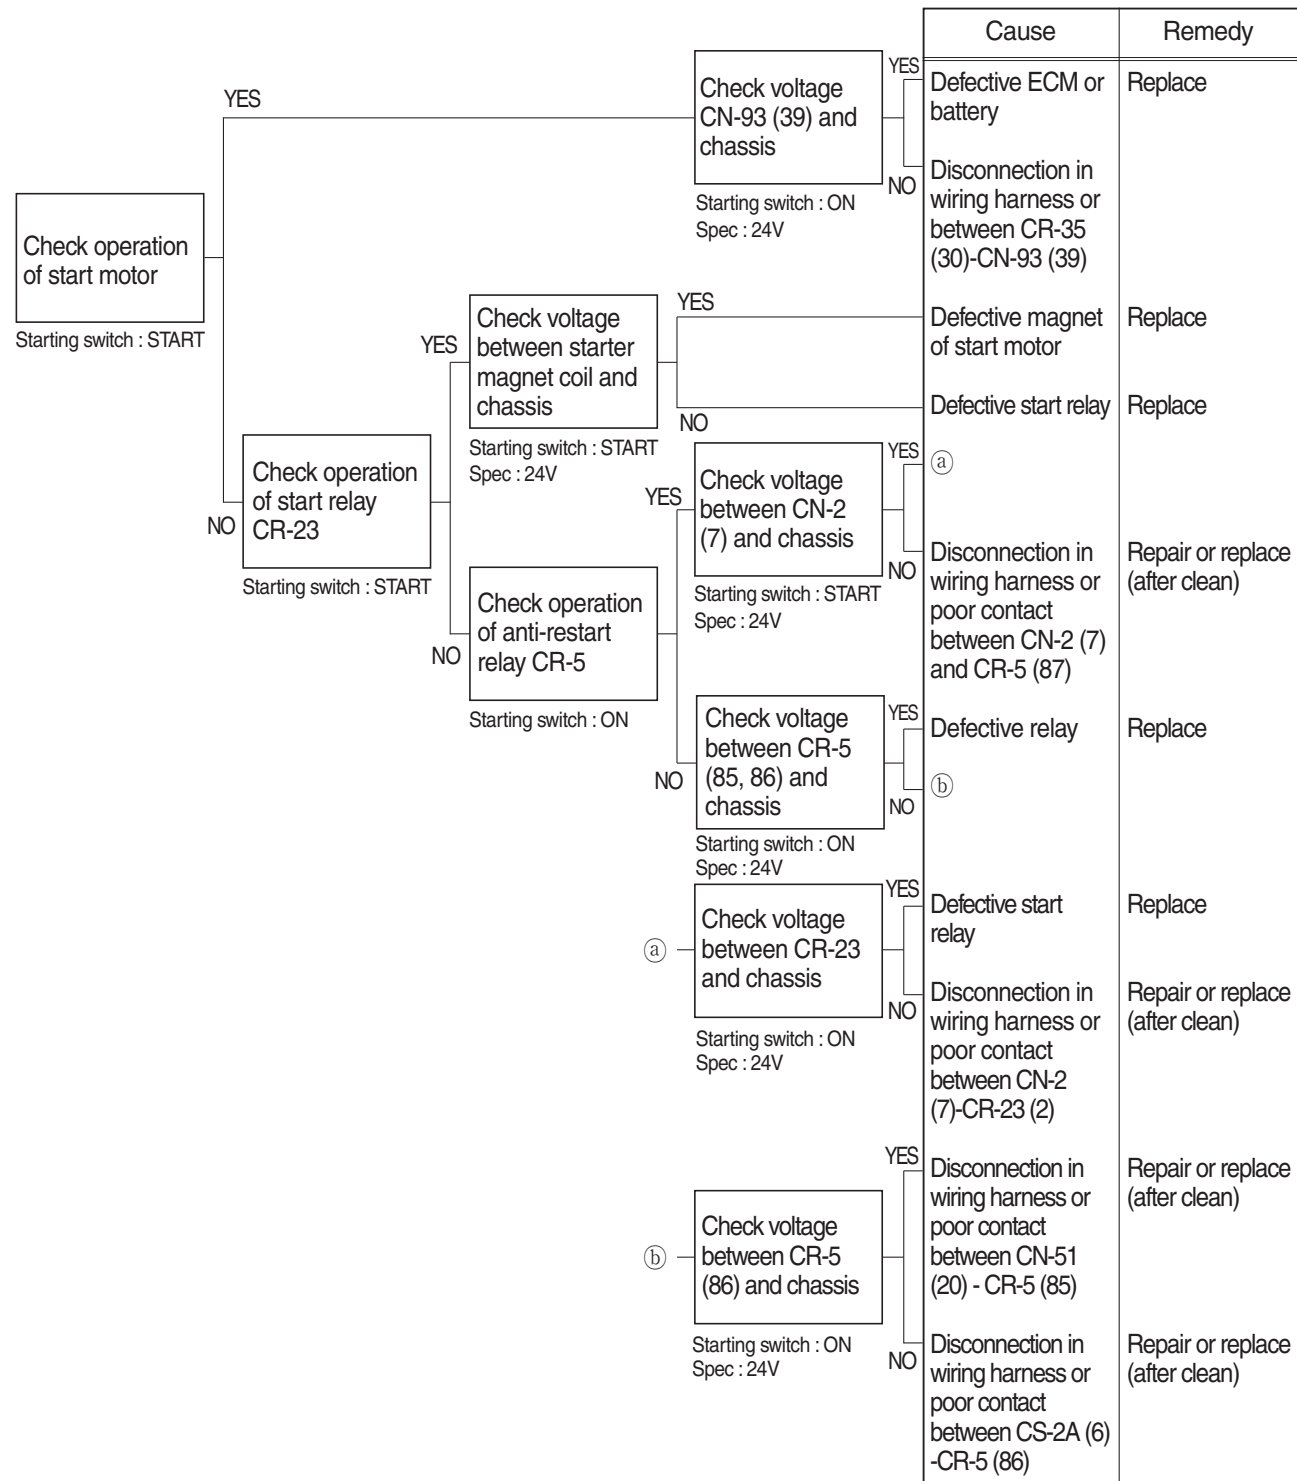 Cause
Remedy
YES
Check voltage
CN-93 (39) and
chassis
Starting switch : ON
Spec : 24V
YES
Defective ECM or
battery
Replace
NO
Disconnection in
wiring harness or
between CR-35
(30)-CN-93 (39)
Check operation
of start motor
Starting switch : START
YES
Check voltage
between starter
magnet coil and
chassis
Starting switch : START
Spec : 24V
YES
Defective magnet
of start motor
Replace
NO
Defective start relay
Replace
NO
Check operation
of start relay
CR-23
Starting switch : START
YES
Check voltage
between CN-2
(7) and chassis
Starting switch : START
Spec : 24V
YES
ⓐ
NO
Disconnection in
wiring harness or
poor contact
between CN-2 (7)
and CR-5 (87)
Repair or replace
(after clean)
NO
Check operation
of anti-restart
relay CR-5
Starting switch : ON
NO
Check voltage
between CR-5
(85, 86) and
chassis
Starting switch : ON
Spec : 24V
YES
Defective relay
Replace
NO
ⓑ
ⓐ
Check voltage
between CR-23
and chassis
Starting switch : ON
Spec : 24V
YES
Defective start
relay
Replace
NO
Disconnection in
wiring harness or
poor contact
between CN-2
(7)-CR-23 (2)
Repair or replace
(after clean)
ⓑ
Check voltage
between CR-5
(86) and chassis
Starting switch : ON
Spec : 24V
YES
Disconnection in
wiring harness or
poor contact
between CN-51
(20) - CR-5 (85)
Repair or replace
(after clean)
NO
Disconnection in
wiring harness or
poor contact
between CS-2A (6)
-CR-5 (86)
Repair or replace
(after clean)